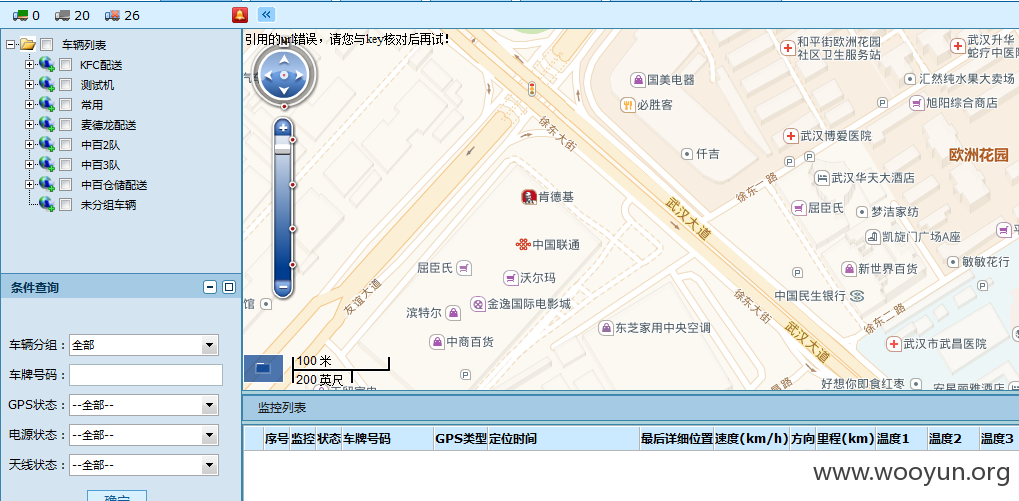 0 20 26
车辆列表
KFC配送
测试机
常用
麦德龙配送
中百2队
中百3队
中百仓储配送
未分组车辆
条件查询
车辆分组：全部
车牌号码：
GPS状态：--全部--
电源状态：--全部--
天线状态：--全部--
确定
引用的url错误，请您与key核对后再试!
和平街欧洲花园
社区卫生服务站
武汉升华
蛇疗中医
国美电器
必胜客
汇然纯水果大卖场
旭阳综合商店
徐东大街
武汉博爱医院
欧洲花园
仟吉
徐东二路
武汉华天大酒店
肯德基
武汉大道
屈臣氏
梦洁家纺
中国联通
凯旋门广场A座
屈臣氏
沃尔玛
新世界百货
敏敏花行
友谊大道
馆
滨特尔
金逸国际电影城
中国民生银行
徐东大街
徐东二路
东芝家用中央空调
武汉大道
中商百货
武汉市武昌医院
100 米
200 英尺
好想你即食红枣
安昌丽雅酒店
监控列表
序号 监控 状态 车牌号码 GPS类型 定位时间 最后详细位置 速度(km/h) 方向 里程(km) 温度1 温度2 温度3
www.wooyun.org